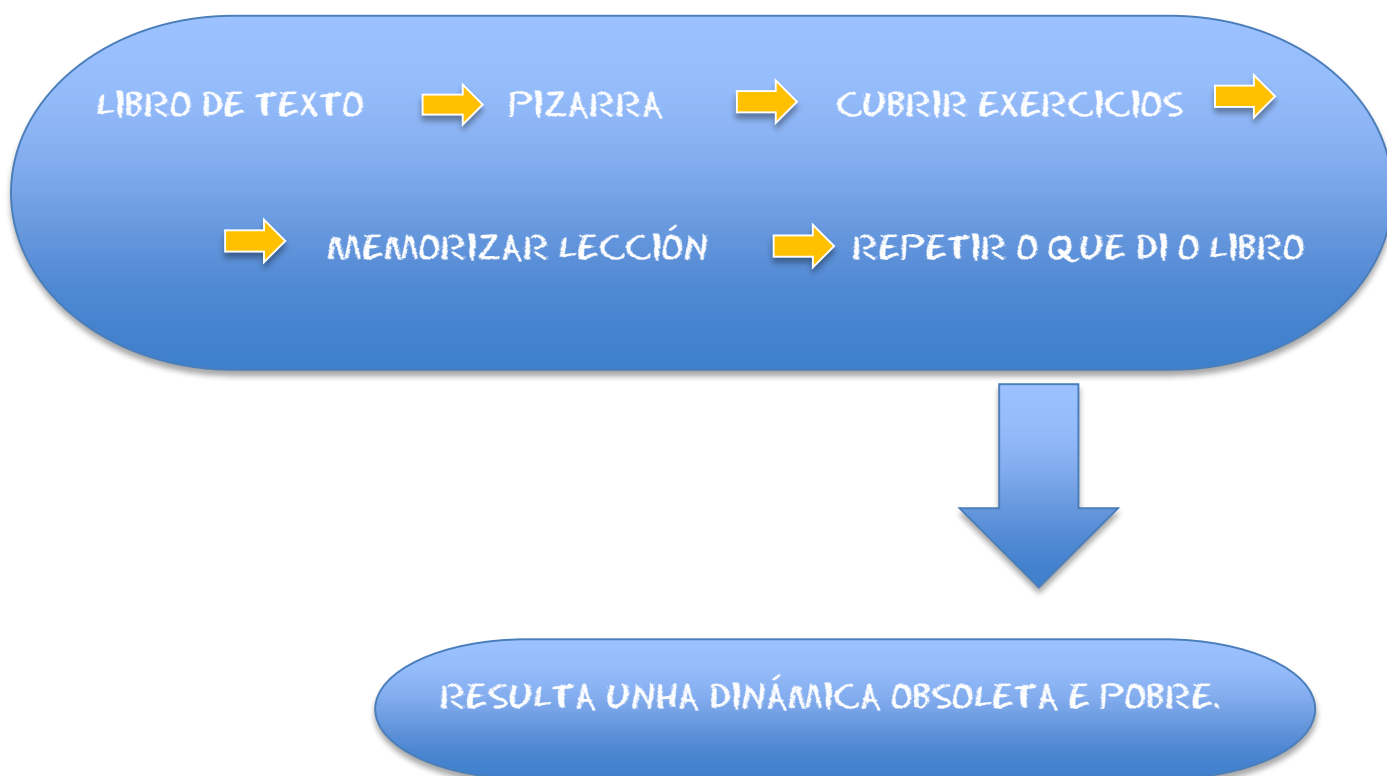 LIBRO DE TEXTO PIZARRA CUBRIR EXERCICIOS
MEMORIZAR LECCIÓN REPETIR O QUE DI O LIBRO
RESULTA UNHA DINÁMICA OBSOLETA E POBRE.